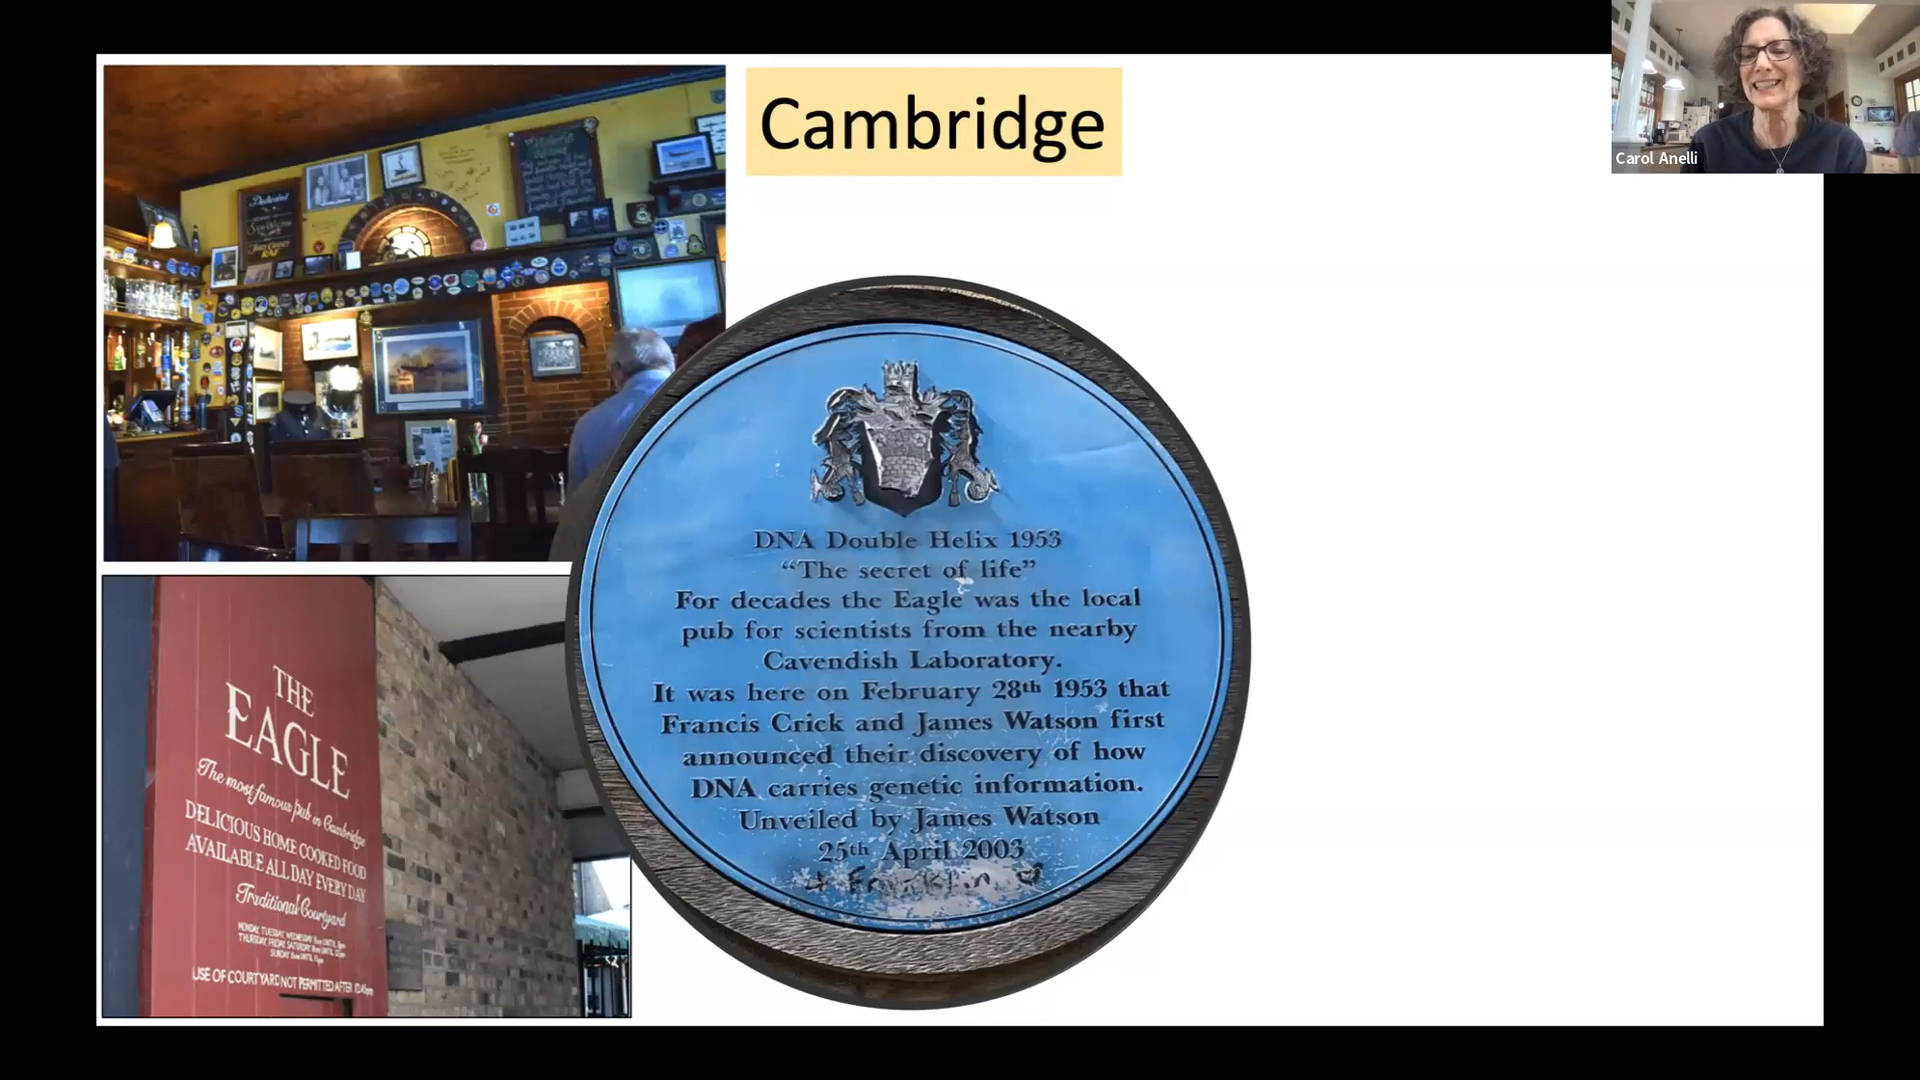 Cambridge
Carol Anelli
DNA Double Helix 1953
“The secret of life”
For decades the Eagle was the local
pub for scientists from the nearby
Cavendish Laboratory.
It was here on February 28th 1953 that
Francis Crick and James Watson first
announced their discovery of how
DNA carries genetic information.
Unveiled by James Watson
25th April 2003
+ Franklin
THE
EAGLE
The most famous pub in Cambridge
DELICIOUS HOME COOKED FOOD
AVAILABLE ALL DAY EVERY DAY
Traditional Courtyard
USE OF COURTYARD NOT PERMITTED AFTER